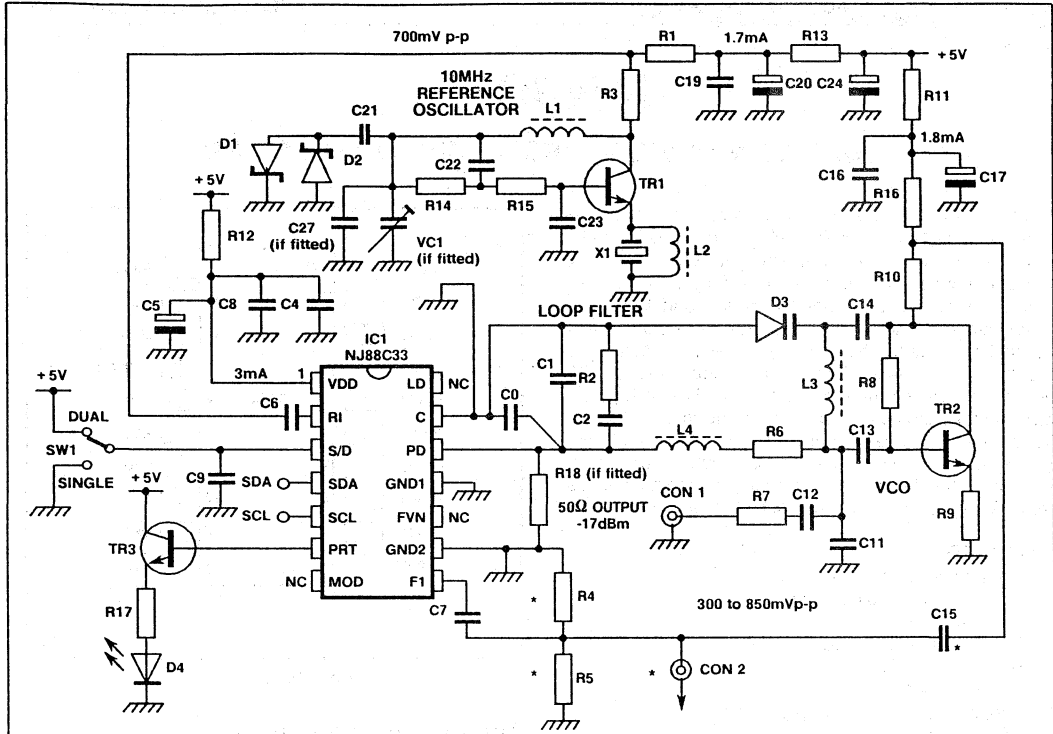 700mV p-p
R1
1.7mA
R13
+ 5V
10MHz
REFERENCE
OSCILLATOR
C21
L1
R3
C19
C20
C24
R11
D1
D2
C22
TR1
1.8mA
C16
C17
+ 5V
R14
R15
R16
R12
C27
(if fitted)
VC1
(if fitted)
C23
X1
L2
C5
C8
C4
R10
LOOP FILTER
D3
C14
IC1
NJ88C33
C1
R2
L3
R8
+ 5V
3mA
1
VDD
LD
NC
C6
RI
C
C0
C2
TR2
DUAL
SW1
SINGLE
S/D
PD
L4
R6
C13
C9
R18 (if fitted)
VCO
+ 5V
SDA
SDA
GND1
50Ω OUTPUT
-17dBm
CON 1
R7
C12
R9
SCL
SCL
FVN
NC
TR3
PRT
GND2
C11
NC
MOD
F1
R17
C7
*
R4
300 to 850mVp-p
C15
*
D4
*
R5
*
CON 2